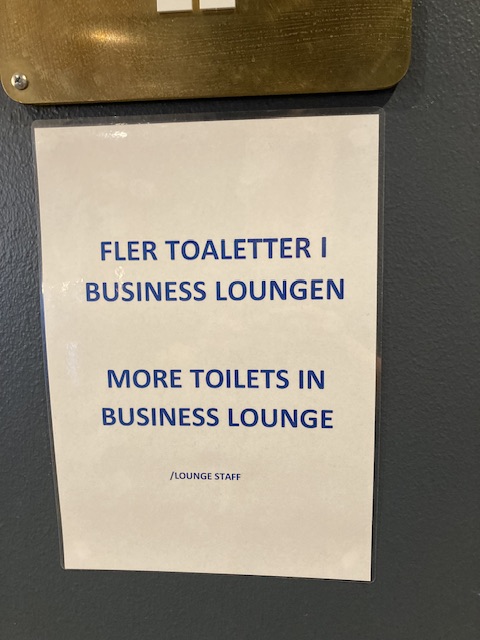 FLER TOALETTER I
BUSINESS LOUNGEN
MORE TOILETS IN
BUSINESS LOUNGE
/LOUNGE STAFF